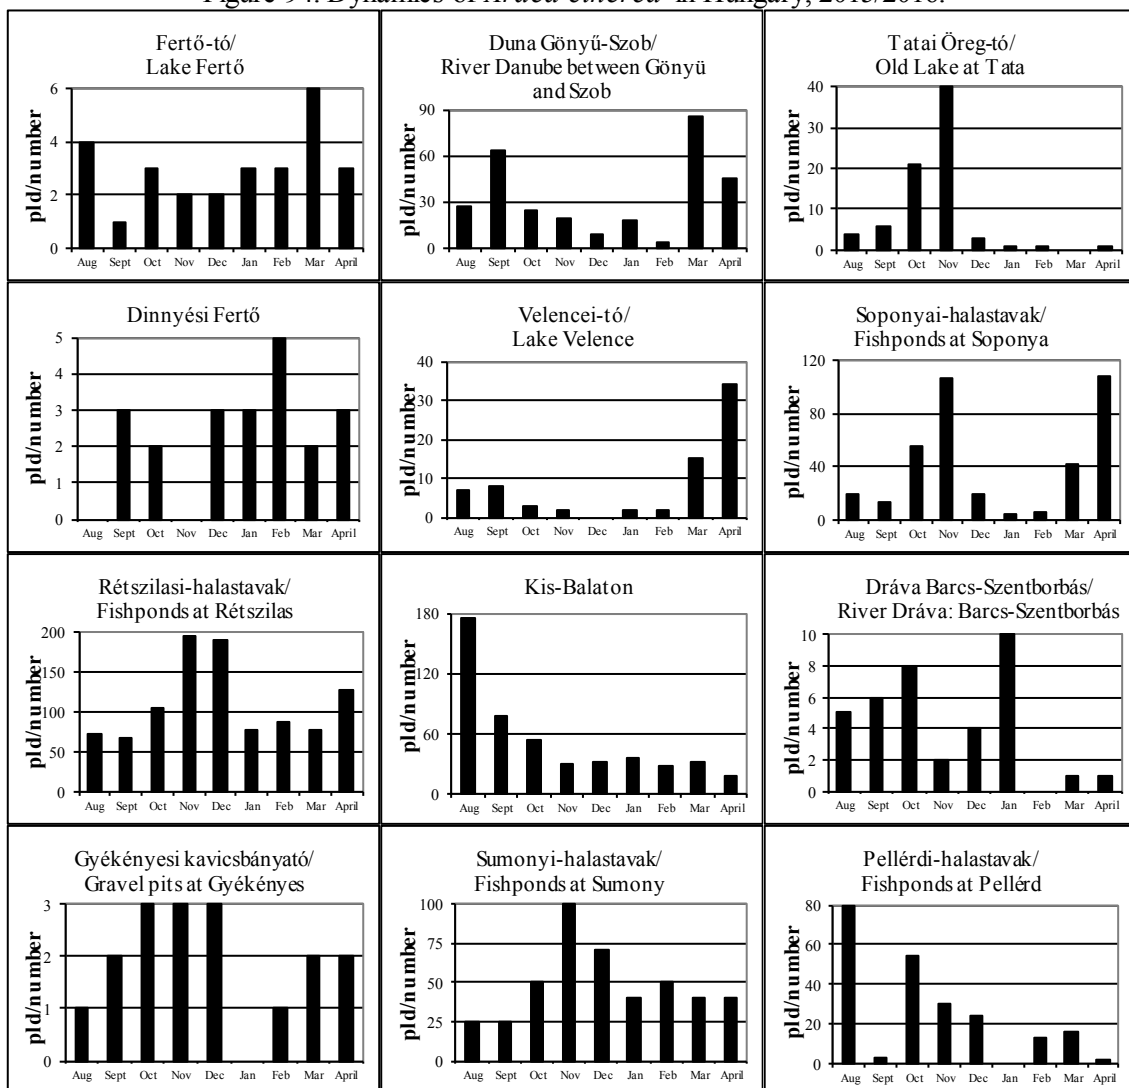 Figure 94. Dynamics of Ardea cinerea in Hungary, 2015/2016.
Fertő-tó/
Lake Fertő
pld/number
6
4
2
0
Aug Sept Oct Nov Dec Jan Feb Mar April
Duna Gönyű-Szob/
River Danube between Gönyü
and Szob
pld/number
90
60
30
0
Aug Sept Oct Nov Dec Jan Feb Mar April
Tatai Öreg-tó/
Old Lake at Tata
pld/number
40
30
20
10
0
Aug Sept Oct Nov Dec Jan Feb Mar April
Dinnyési Fertő
pld/number
5
4
3
2
1
0
Aug Sept Oct Nov Dec Jan Feb Mar April
Velencei-tó/
Lake Velence
pld/number
40
30
20
10
0
Aug Sept Oct Nov Dec Jan Feb Mar April
Soponyai-halastavak/
Fishponds at Soponya
pld/number
120
80
40
0
Aug Sept Oct Nov Dec Jan Feb Mar April
Rétszilasi-halastavak/
Fishponds at Rétszilas
pld/number
200
150
100
50
0
Aug Sept Oct Nov Dec Jan Feb Mar April
Kis-Balaton
pld/number
180
120
60
0
Aug Sept Oct Nov Dec Jan Feb Mar April
Dráva Barcs-Szentborbás/
River Dráva: Barcs-Szentborbás
pld/number
10
8
6
4
2
0
Aug Sept Oct Nov Dec Jan Feb Mar April
Gyékényesi kavicsbányató/
Gravel pits at Gyékényes
pld/number
3
2
1
0
Aug Sept Oct Nov Dec Jan Feb Mar April
Sumonyi-halastavak/
Fishponds at Sumony
pld/number
100
75
50
25
0
Aug Sept Oct Nov Dec Jan Feb Mar April
Pellérdi-halastavak/
Fishponds at Pellérd
pld/number
80
60
40
20
0
Aug Sept Oct Nov Dec Jan Feb Mar April